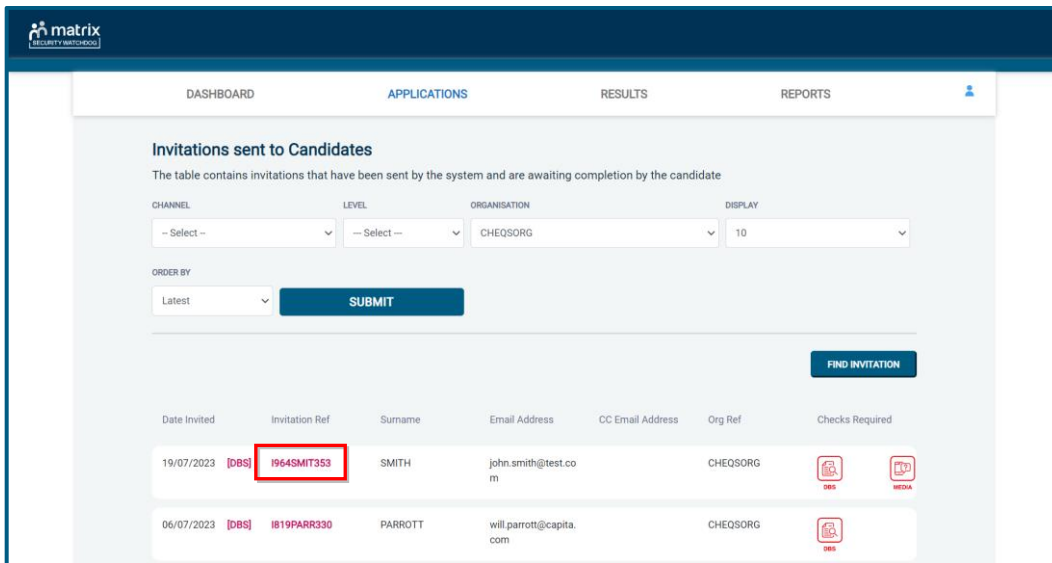 matrix
SECURITY WATCHDOG
DASHBOARD APPLICATIONS RESULTS REPORTS
Invitations sent to Candidates
The table contains invitations that have been sent by the system and are awaiting completion by the candidate
CHANNEL LEVEL ORGANISATION DISPLAY
-- Select -- --- Select --- CHEQSORG 10
ORDER BY
Latest SUBMIT
FIND INVITATION
Date Invited Invitation Ref Surname Email Address CC Email Address Org Ref Checks Required
19/07/2023 [DBS] I964SMIT353 SMITH john.smith@test.co CHEQSORG
m
DBS MEDIA
06/07/2023 [DBS] I819PARR330 PARROTT will.parrott@capita. CHEQSORG
com
DBS